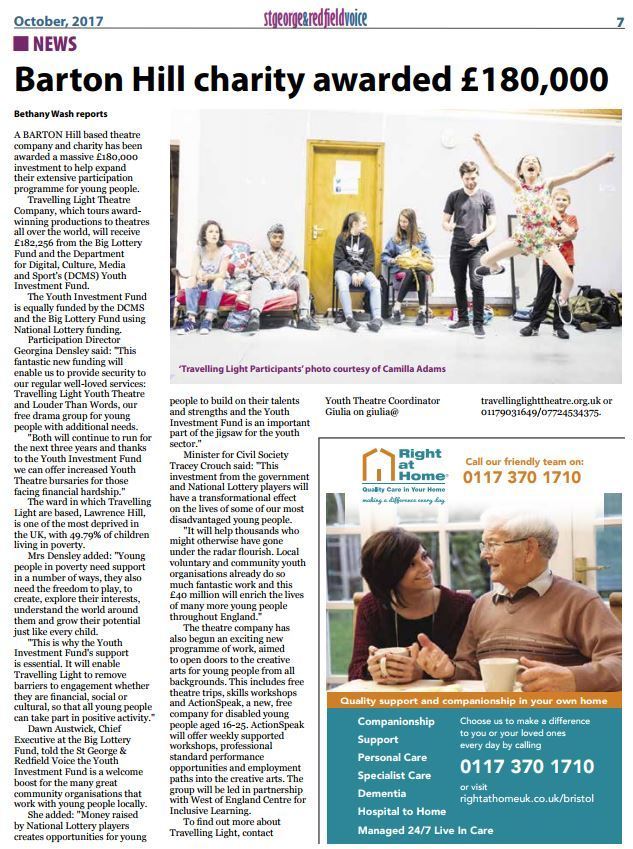 October, 2017
stgeorge&redfieldvoice
7
NEWS
Barton Hill charity awarded £180,000
Bethany Wash reports
A BARTON Hill based theatre
company and charity has been
awarded a massive £180,000
investment to help expand
their extensive participation
programme for young people.
Travelling Light Theatre
Company, which tours award-
winning productions to theatres
all over the world, will receive
£182,256 from the Big Lottery
Fund and the Department
for Digital, Culture, Media
and Sport's (DCMS) Youth
Investment Fund.
The Youth Investment Fund
is equally funded by the DCMS
and the Big Lottery Fund using
National Lottery funding.
Participation Director
Georgina Densley said: "This
fantastic new funding will
enable us to provide security to
our regular well-loved services:
Travelling Light Youth Theatre
and Louder Than Words, our
free drama group for young
people with additional needs.
"Both will continue to run for
the next three years and thanks
to the Youth Investment Fund
we can offer increased Youth
Theatre bursaries for those
facing financial hardship."
The ward in which Travelling
Light are based, Lawrence Hill,
is one of the most deprived in
the UK, with 49.79% of children
living in poverty.
Mrs Densley added: "Young
people in poverty need support
in a number of ways, they also
need the freedom to play, to
create, explore their interests,
understand the world around
them and grow their potential
just like every child.
"This is why the Youth
Investment Fund's support
is essential. It will enable
Travelling Light to remove
barriers to engagement whether
they are financial, social or
cultural, so that all young people
can take part in positive activity."
Dawn Austwick, Chief
Executive at the Big Lottery
Fund, told the St George &
Redfield Voice the Youth
Investment Fund is a welcome
boost for the many great
community organisations that
work with young people locally.
She added: "Money raised
by National Lottery players
creates opportunities for young
'Travelling Light Participants' photo courtesy of Camilla Adams
people to build on their talents
and strengths and the Youth
Investment Fund is an important
part of the jigsaw for the youth
sector."
Minister for Civil Society
Tracey Crouch said: "This
investment from the government
and National Lottery players will
have a transformational effect
on the lives of some of our most
disadvantaged young people.
"It will help thousands who
might otherwise have gone
under the radar flourish. Local
voluntary and community youth
organisations already do so
much fantastic work and this
£40 million will enrich the lives
of many more young people
throughout England."
The theatre company has
also begun an exciting new
programme of work, aimed
to open doors to the creative
arts for young people from all
backgrounds. This includes free
theatre trips, skills workshops
and ActionSpeak, a new, free
company for disabled young
people aged 16-25. ActionSpeak
will offer weekly supported
workshops, professional
standard performance
opportunities and employment
paths into the creative arts. The
group will be led in partnership
with West of England Centre for
Inclusive Learning.
To find out more about
Travelling Light, contact
Youth Theatre Coordinator
Giulia on giulia@
travellinglighttheatre.org.uk or
01179031649/07724534375.
Right
at
Home
Quality Care in Your Home
making a difference every day
Call our friendly team on:
0117 370 1710
Quality support and companionship in your own home
Companionship
Support
Personal Care
Specialist Care
Dementia
Hospital to Home
Managed 24/7 Live In Care
Choose us to make a difference
to you or your loved ones
every day by calling
0117 370 1710
or visit
rightathomeuk.co.uk/bristol